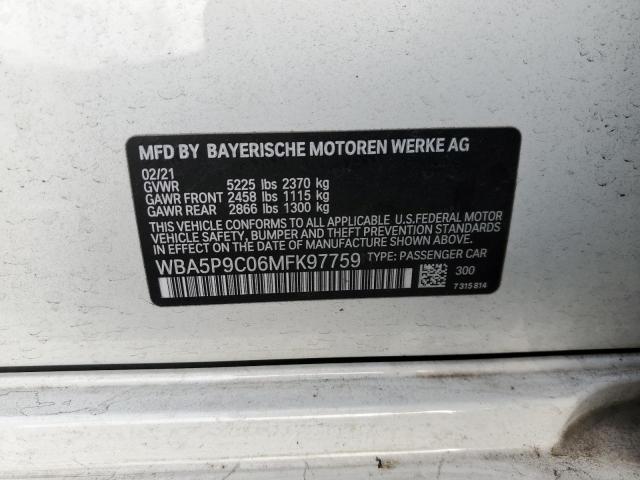 MFD BY BAYERISCHE MOTOREN WERKE AG
02/21
GVWR 5225 lbs 2370 kg
GAWR FRONT 2458 lbs 1115 kg
GAWR REAR 2866 lbs 1300 kg
THIS VEHICLE CONFORMS TO ALL APPLICABLE U.S.FEDERAL MOTOR
VEHICLE SAFETY, BUMPER AND THEFT PREVENTION STANDARDS
IN EFFECT ON THE DATE OF MANUFACTURE SHOWN ABOVE.
WBA5P9C06MFK97759 TYPE: PASSENGER CAR
300
7 315 814